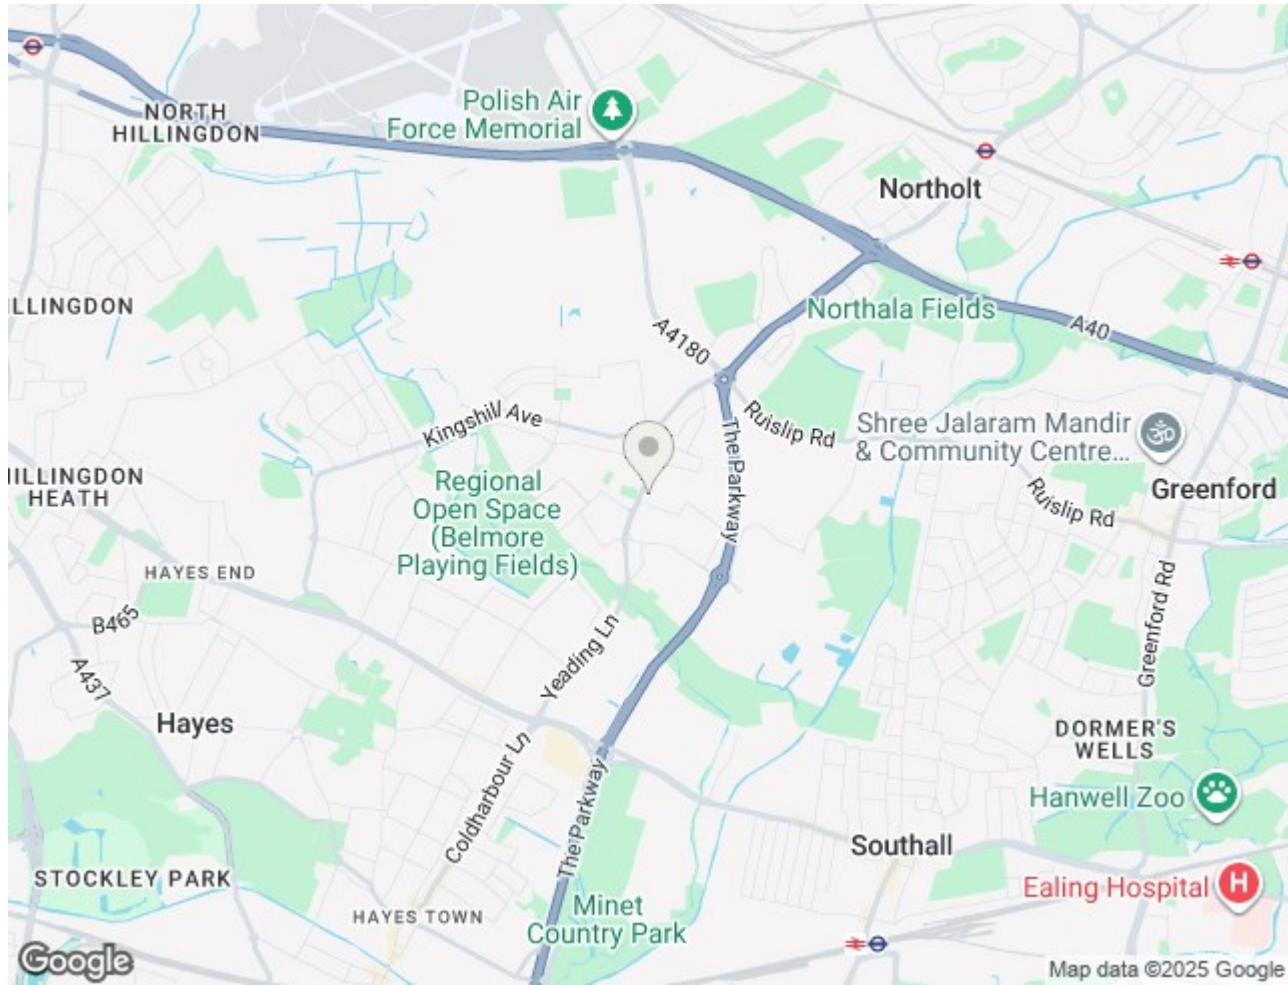 NORTH
HILLINGDON
Polish Air
Force Memorial
Northolt
ILLINGDON
Northala Fields
A40
A4180
Kingshill Ave
Ruislip Rd
The Parkway
Shree Jalaram Mandir
& Community Centre...
Greenford
Ruislip Rd
HILLINGDON
HEATH
Regional
Open Space
(Belmore
Playing Fields)
HAYES END
B465
A437
Yeading Ln
Greenford Rd
Hayes
DORMER'S
WELLS
Coldharbour Ln
The Parkway
Hanwell Zoo
Southall
STOCKLEY PARK
Ealing Hospital
H
HAYES TOWN
Minet
Country Park
Google
Map data ©2025 Google